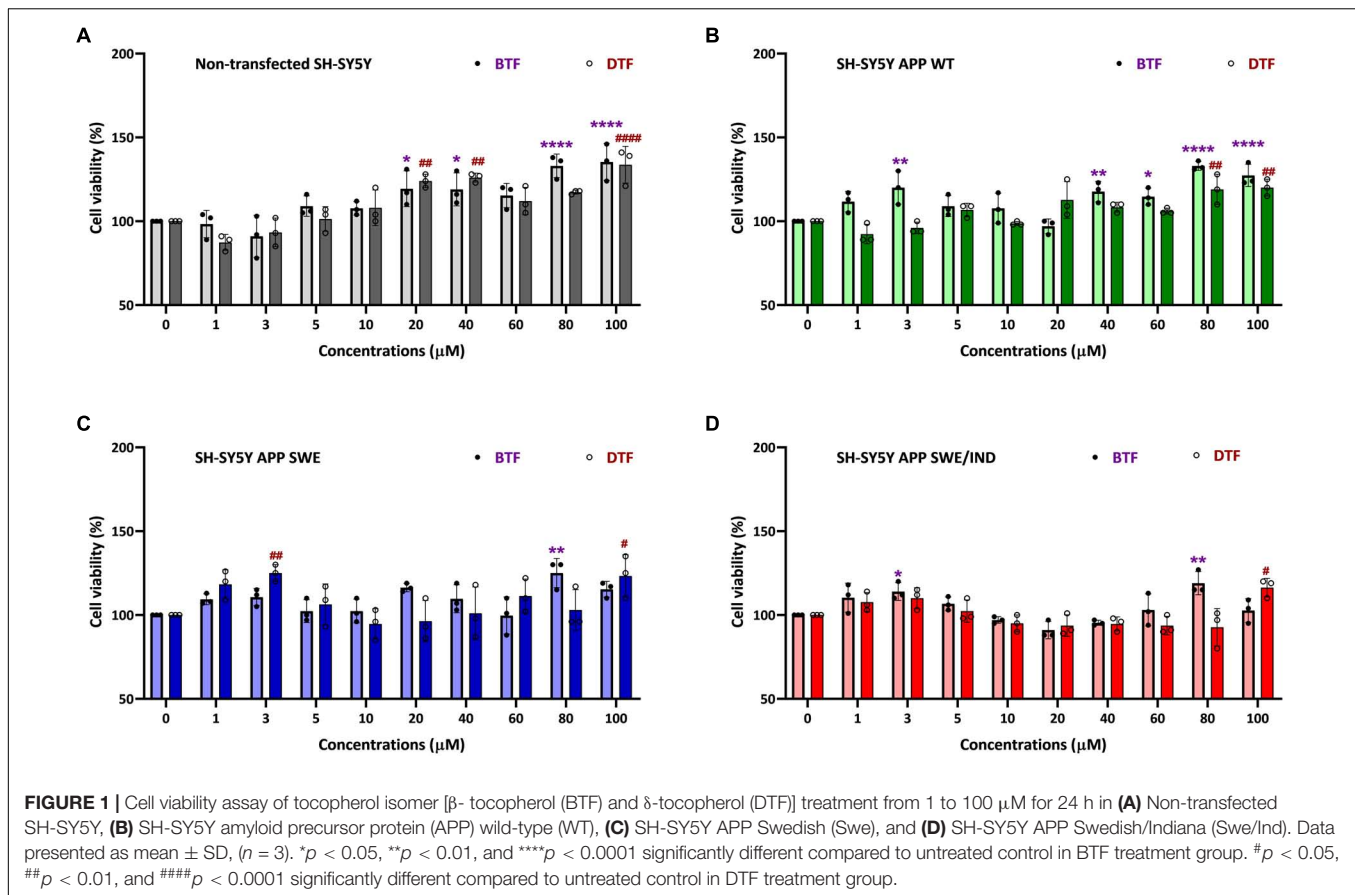 A
Non-transfected SH-SY5Y
• BTF
○ DTF
Cell viability (%)
200
150
100
50
* ## * ## **** **** ####
0 1 3 5 10 20 40 60 80 100
Concentrations (μM)
B
SH-SY5Y APP WT
• BTF
○ DTF
Cell viability (%)
200
150
100
50
** ** * **** ## **** ##
0 1 3 5 10 20 40 60 80 100
Concentrations (μM)
C
SH-SY5Y APP SWE
• BTF
○ DTF
Cell viability (%)
200
150
100
50
## ** #
0 1 3 5 10 20 40 60 80 100
Concentrations (μM)
D
SH-SY5Y APP SWE/IND
• BTF
○ DTF
Cell viability (%)
200
150
100
50
* ** #
0 1 3 5 10 20 40 60 80 100
Concentrations (μM)
FIGURE 1 | Cell viability assay of tocopherol isomer [β- tocopherol (BTF) and δ-tocopherol (DTF)] treatment from 1 to 100 μM for 24 h in (A) Non-transfected
SH-SY5Y, (B) SH-SY5Y amyloid precursor protein (APP) wild-type (WT), (C) SH-SY5Y APP Swedish (Swe), and (D) SH-SY5Y APP Swedish/Indiana (Swe/Ind). Data
presented as mean ± SD, (n = 3). *p < 0.05, **p < 0.01, and ****p < 0.0001 significantly different compared to untreated control in BTF treatment group. #p < 0.05,
##p < 0.01, and ####p < 0.0001 significantly different compared to untreated control in DTF treatment group.